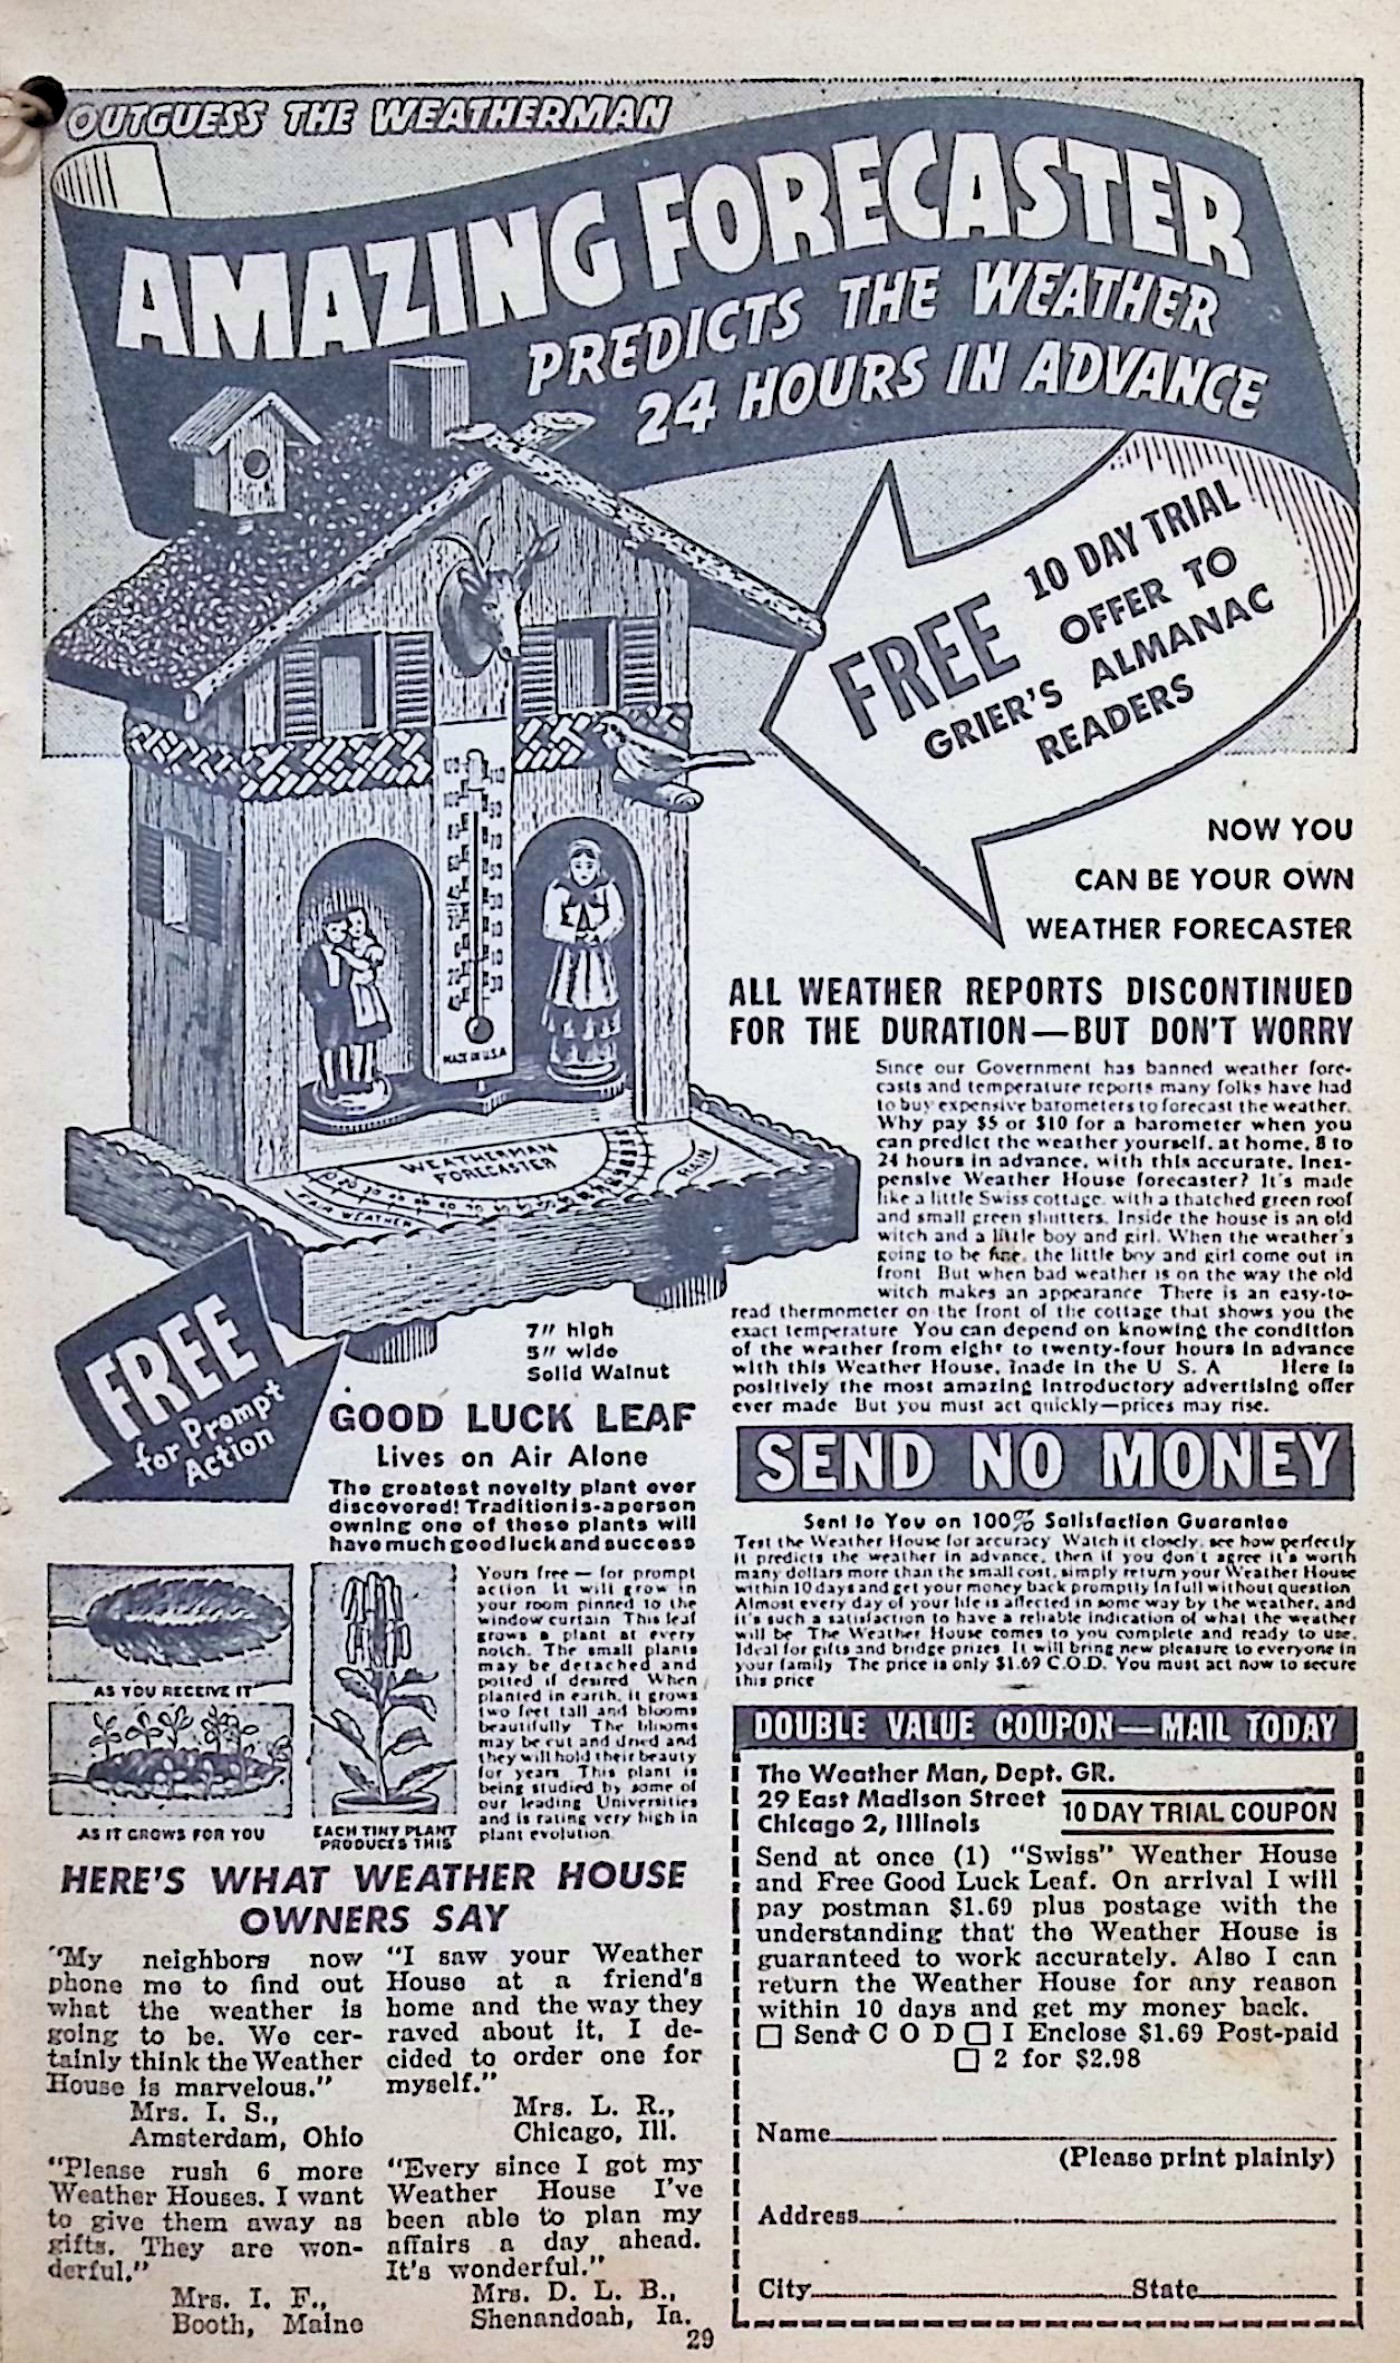 OUTGUESS THE WEATHERMAN
AMAZING FORECASTER
PREDICTS THE WEATHER
24 HOURS IN ADVANCE
FREE 10 DAY TRIAL
OFFER TO
GRIER'S ALMANAC
READERS
NOW YOU
CAN BE YOUR OWN
WEATHER FORECASTER
MADE IN U.S.A
WEATHERMAN
FORECASTER
FAIR WEATHER
RAIN
ALL WEATHER REPORTS DISCONTINUED
FOR THE DURATION—BUT DON'T WORRY
Since our Government has banned weather fore-
casts and temperature reports many folks have had
to buy expensive barometers to forecast the weather.
Why pay $5 or $10 for a barometer when you
can predict the weather yourself, at home, 8 to
24 hours in advance, with this accurate, inex-
pensive Weather House forecaster? It's made
like a little Swiss cottage, with a thatched green roof
and small green shutters. Inside the house is an old
witch and a little boy and girl. When the weather's
going to be fine, the little boy and girl come out in
front But when bad weather is on the way the old
witch makes an appearance There is an easy-to-
read thermometer on the front of the cottage that shows you the
exact temperature You can depend on knowing the condition
of the weather from eight to twenty-four hours in advance
with this Weather House, made in the U S. A Here is
positively the most amazing introductory advertising offer
ever made But you must act quickly—prices may rise.
7" high
5" wide
Solid Walnut
FREE
for Prompt
Action
GOOD LUCK LEAF
Lives on Air Alone
The greatest novelty plant ever
discovered! Tradition is-a person
owning one of these plants will
have much good luck and success
Yours free — for prompt
action It will grow in
your room pinned to the
window curtain This leaf
grows a plant at every
notch. The small plants
may be detached and
potted if desired When
planted in earth, it grows
two feet tall and blooms
beautifully The blooms
may be cut and dried and
they will hold their beauty
for years. This plant is
being studied by some of
our leading Universities
and is rating very high in
plant evolution.
AS YOU RECEIVE IT
AS IT GROWS FOR YOU
EACH TINY PLANT
PRODUCES THIS
HERE'S WHAT WEATHER HOUSE
OWNERS SAY
"My neighbors now
phone me to find out
what the weather is
going to be. We cer-
tainly think the Weather
House is marvelous."
Mrs. I. S.,
Amsterdam, Ohio
"Please rush 6 more
Weather Houses. I want
to give them away as
gifts. They are won-
derful."
Mrs. I. F.,
Booth, Maine
"I saw your Weather
House at a friend's
home and the way they
raved about it, I de-
cided to order one for
myself."
Mrs. L. R.,
Chicago, Ill.
"Every since I got my
Weather House I've
been able to plan my
affairs a day ahead.
It's wonderful."
Mrs. D. L. B.,
Shenandoah, Ia.
SEND NO MONEY
Sent to You on 100% Satisfaction Guarantee
Test the Weather House for accuracy Watch it closely, see how perfectly
it predicts the weather in advance, then if you don't agree it's worth
many dollars more than the small cost, simply return your Weather House
within 10 days and get your money back promptly in full without question
Almost every day of your life is affected in some way by the weather, and
it's such a satisfaction to have a reliable indication of what the weather
will be The Weather House comes to you complete and ready to use.
Ideal for gifts and bridge prizes It will bring new pleasure to everyone in
your family The price is only $1.69 C.O.D. You must act now to secure
this price
DOUBLE VALUE COUPON—MAIL TODAY
The Weather Man, Dept. GR.
29 East Madison Street
Chicago 2, Illinois
10 DAY TRIAL COUPON
Send at once (1) "Swiss" Weather House
and Free Good Luck Leaf. On arrival I will
pay postman $1.69 plus postage with the
understanding that the Weather House is
guaranteed to work accurately. Also I can
return the Weather House for any reason
within 10 days and get my money back.
☐ Send C O D ☐ I Enclose $1.69 Post-paid
☐ 2 for $2.98
Name
(Please print plainly)
Address
City State
29